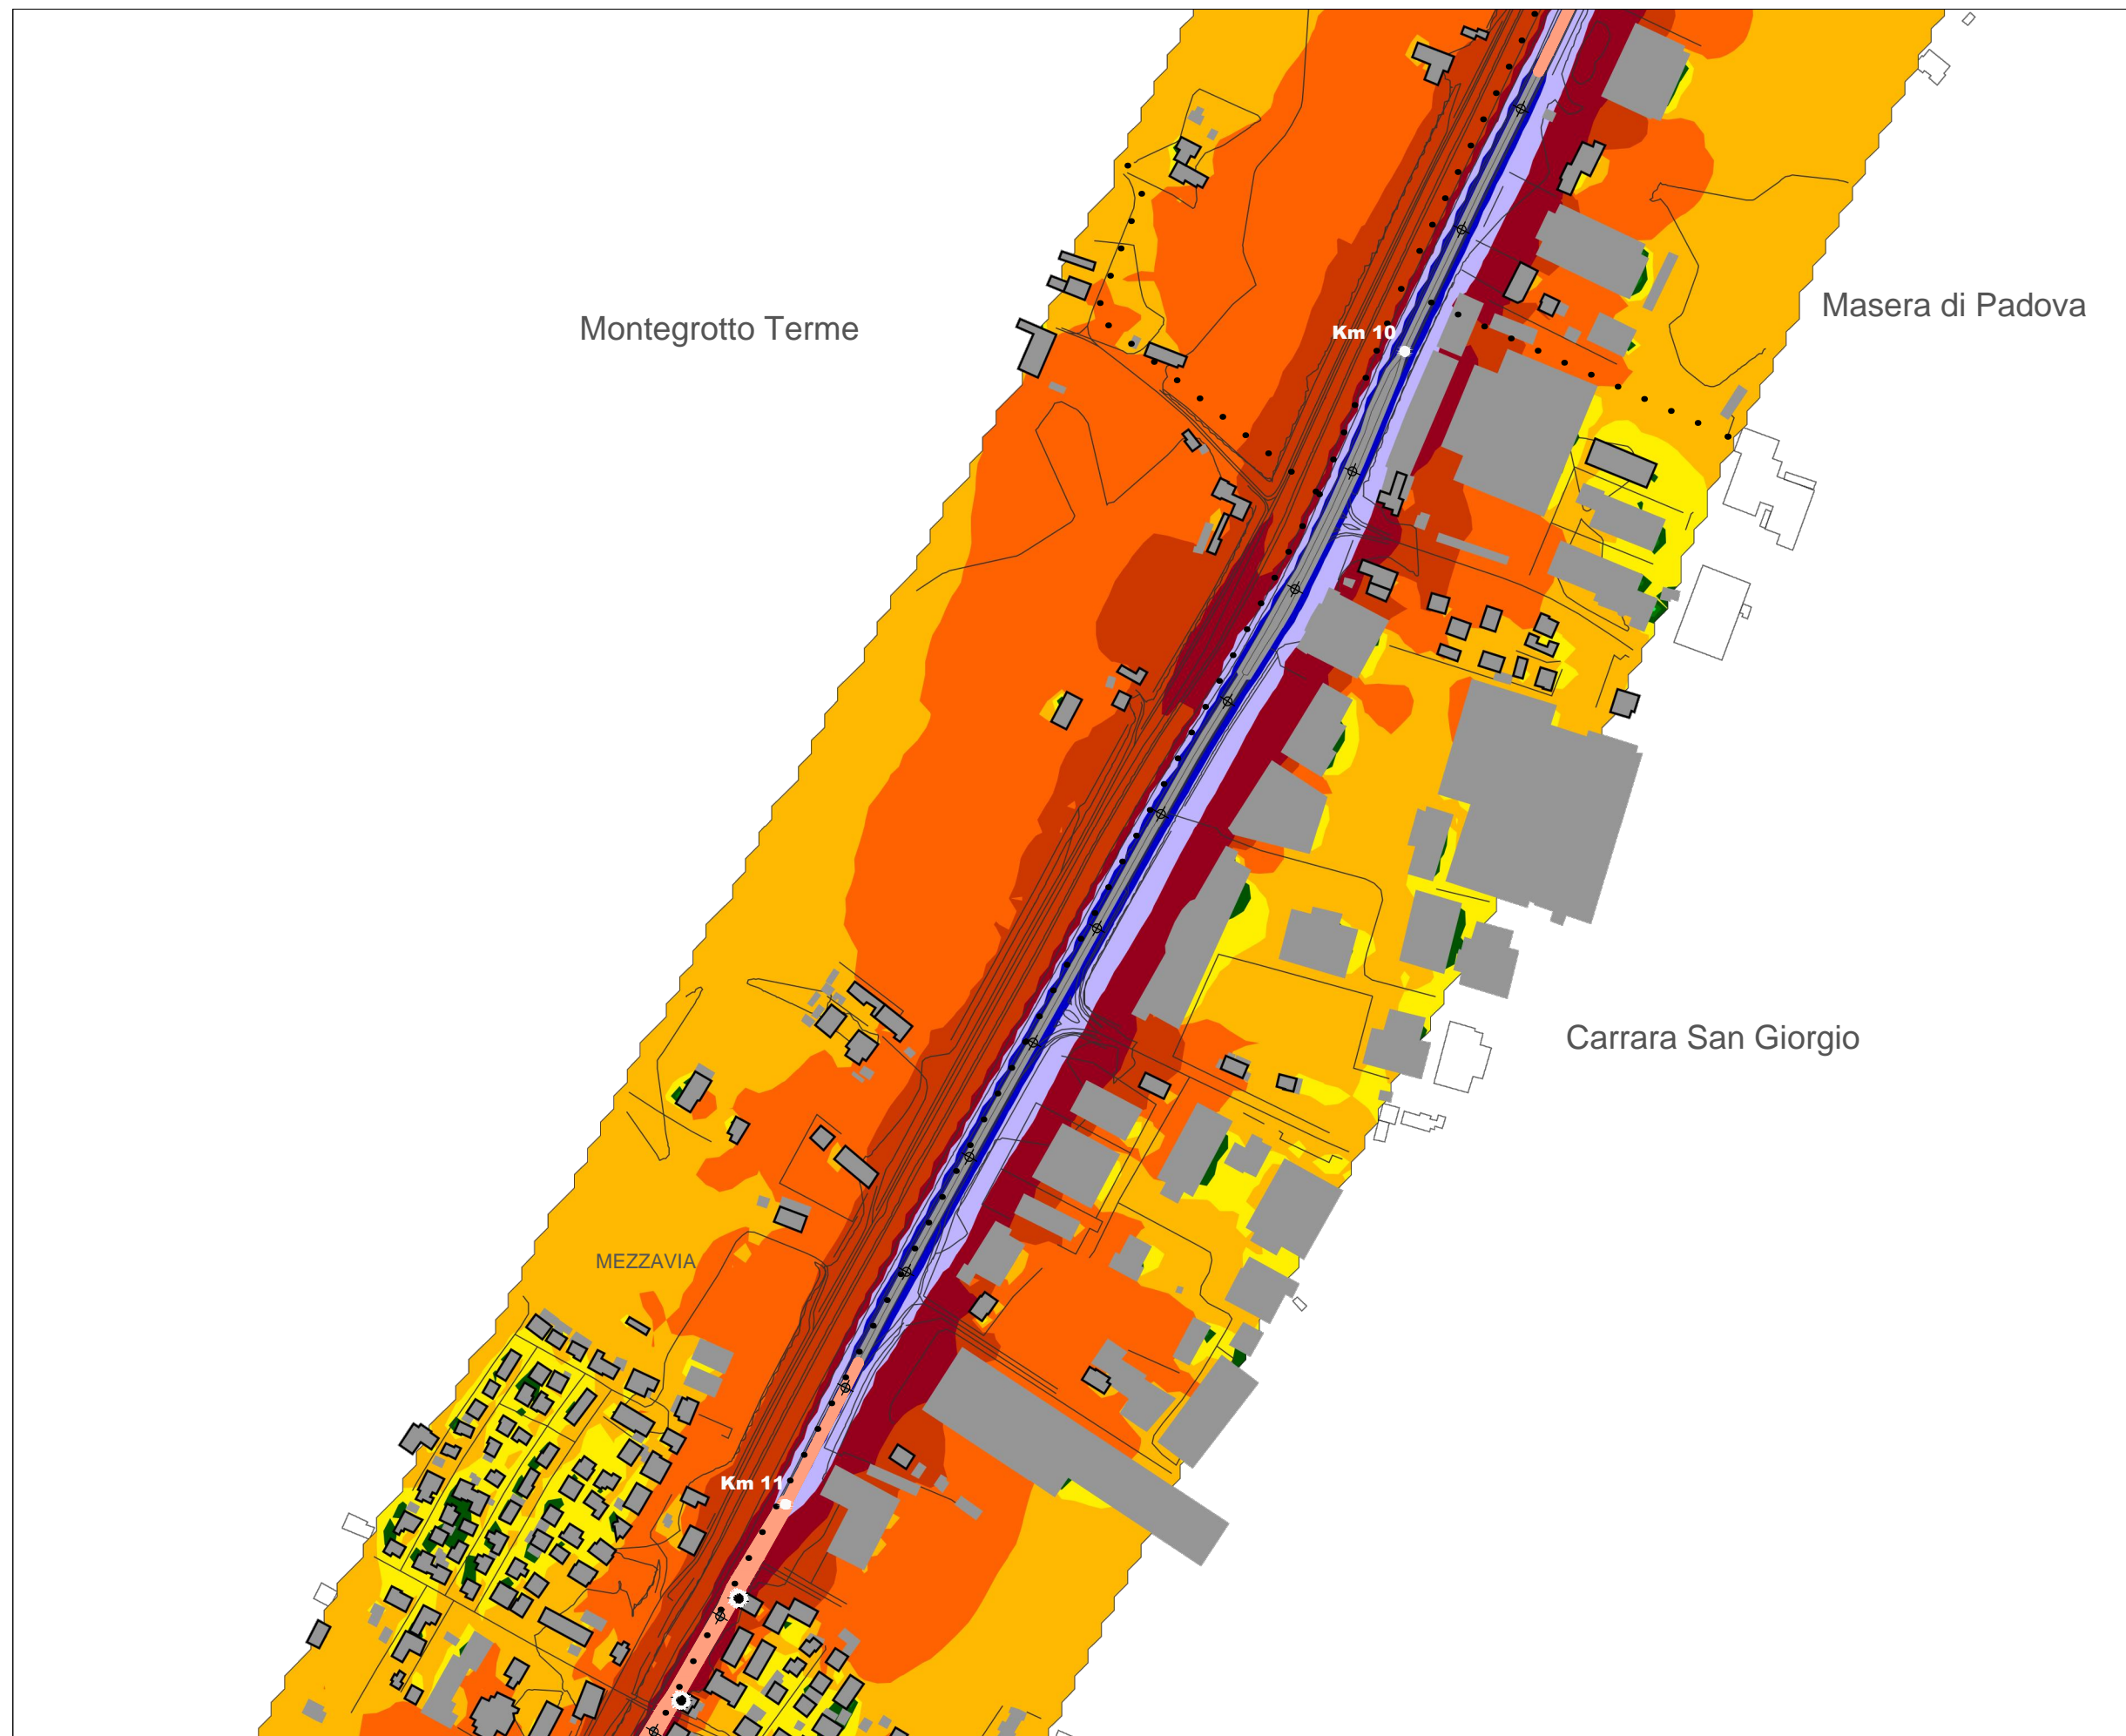 Masera di Padova
Montegrotto Terme
Km 10
Carrara San Giorgio
MEZZAVIA
Km 11